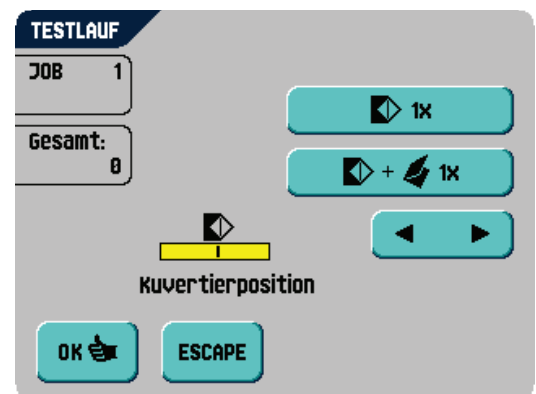 TESTLAUF
JOB 1
Gesamt:
0
1X
+ 1X
Kuvertierposition
OK
ESCAPE